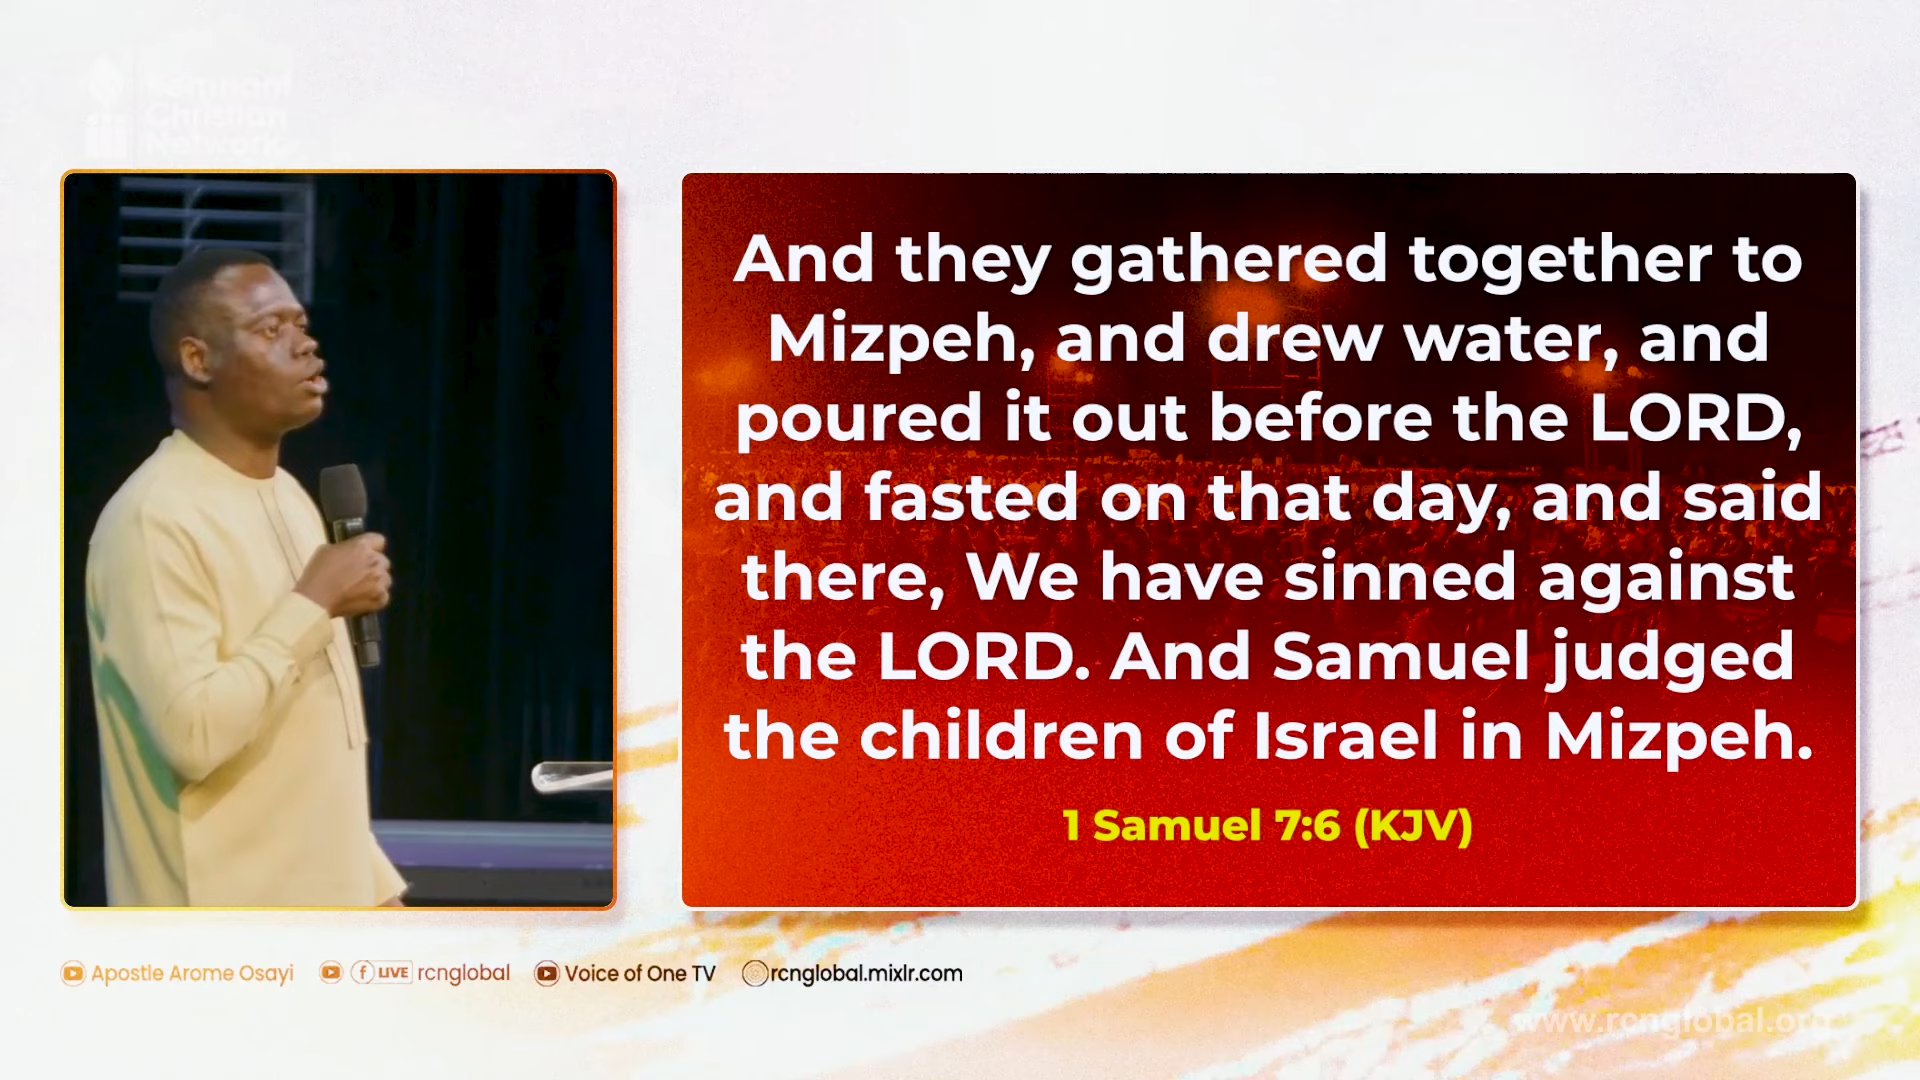 Remnant
Christian
Network
And they gathered together to
Mizpeh, and drew water, and
poured it out before the LORD,
and fasted on that day, and said
there, We have sinned against
the LORD. And Samuel judged
the children of Israel in Mizpeh.
1 Samuel 7:6 (KJV)
Apostle Arome Osayi f LIVE rcnglobal Voice of One TV rcnglobal.mixlr.com
www.rcnglobal.org